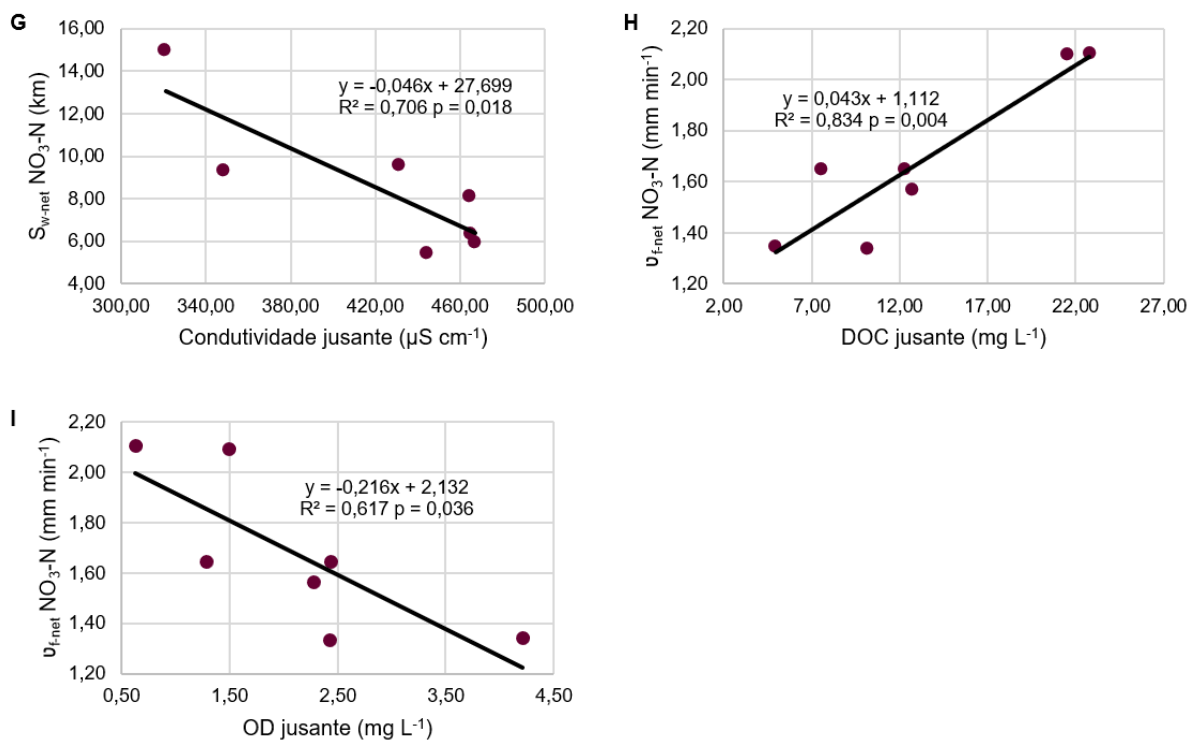 G
16,00
14,00
12,00
10,00
8,00
6,00
4,00
S w-net NO₃-N (km)
y = -0,046x + 27,699
R² = 0,706 p = 0,018
300,00 340,00 380,00 420,00 460,00 500,00
Condutividade jusante (µS cm⁻¹)
H
2,20
2,00
1,80
1,60
1,40
1,20
υf-net NO₃-N (mm min⁻¹)
y = 0,043x + 1,112
R² = 0,834 p = 0,004
2,00 7,00 12,00 17,00 22,00 27,00
DOC jusante (mg L⁻¹)
I
2,20
2,00
1,80
1,60
1,40
1,20
υf-net NO₃-N (mm min⁻¹)
y = -0,216x + 2,132
R² = 0,617 p = 0,036
0,50 1,50 2,50 3,50 4,50
OD jusante (mg L⁻¹)